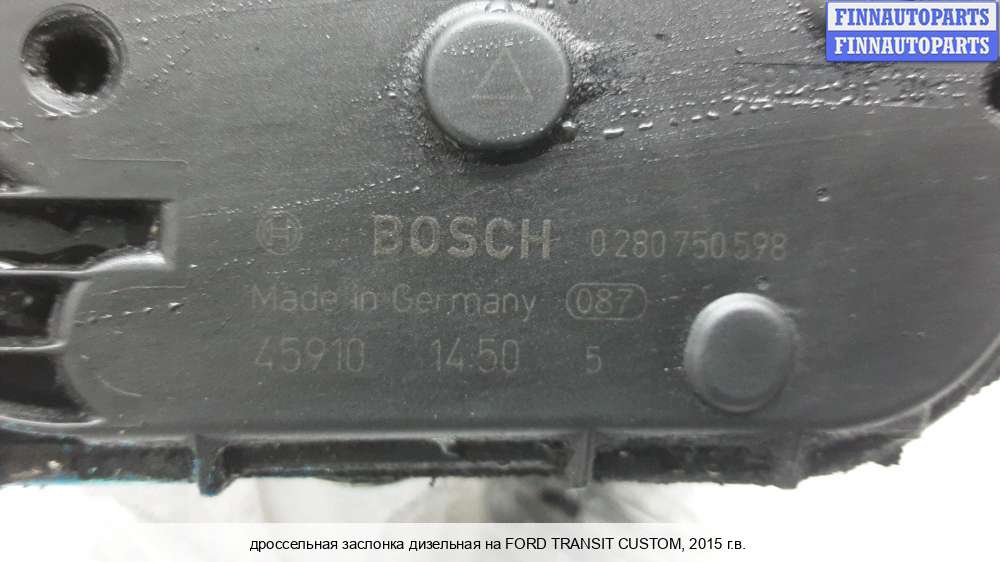 FINNAUTOPARTS
FINNAUTOPARTS
BOSCH 0 280 750 598
Made in Germany 087
45910 14:50 5
дроссельная заслонка дизельная на FORD TRANSIT CUSTOM, 2015 г.в.